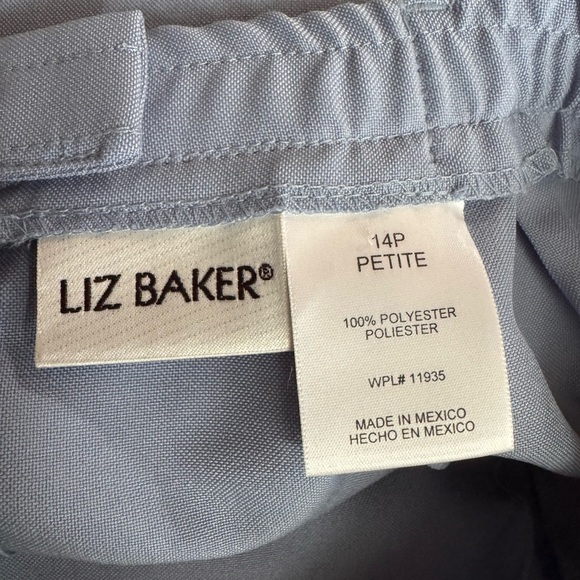 LIZ BAKER®
14P
PETITE
100% POLYESTER
POLIESTER
WPL# 11935
MADE IN MEXICO
HECHO EN MEXICO